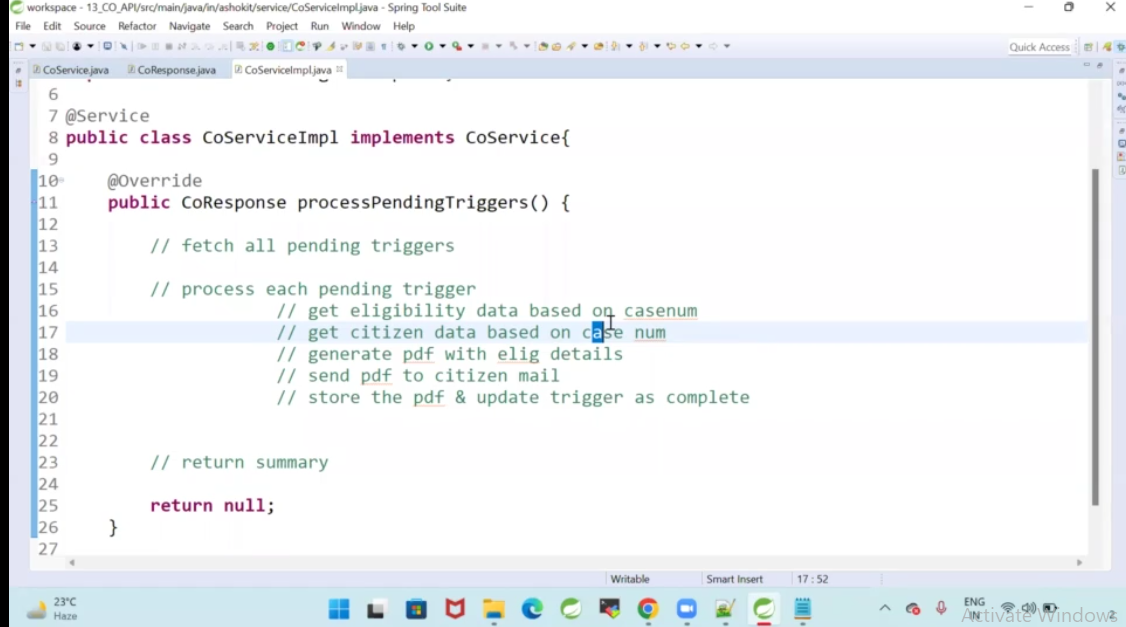 workspace - 13_CO_API/src/main/java/in/ashokit/service/CoServiceImpl.java - Spring Tool Suite
File Edit Source Refactor Navigate Search Project Run Window Help
Quick Access
CoService.java CoResponse.java CoServiceImpl.java
6
7 @Service
8 public class CoServiceImpl implements CoService{
9
10 @Override
11 public CoResponse processPendingTriggers() {
12
13 // fetch all pending triggers
14
15 // process each pending trigger
16 // get eligibility data based on casenum
17 // get citizen data based on case num
18 // generate pdf with elig details
19 // send pdf to citizen mail
20 // store the pdf & update trigger as complete
21
22
23 // return summary
24
25 return null;
26 }
27
Writable Smart Insert 17 : 52
23°C
Haze
ENG
IN
Activate Windows
2